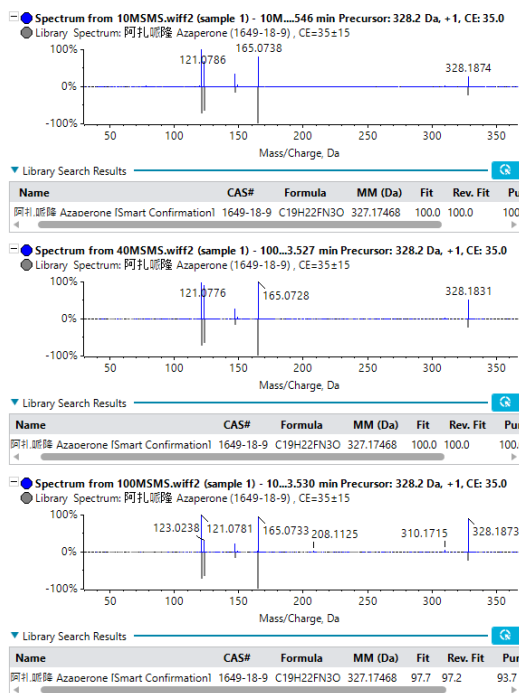 Spectrum from 10MSMS.wiff2 (sample 1) - 10M....546 min Precursor: 328.2 Da, +1, CE: 35.0
Library Spectrum: 阿扎哌隆 Azaperone (1649-18-9) , CE=35±15
100%
0%
-100%
121.0786
165.0738
328.1874
50 100 150 200 250 300 350
Mass/Charge, Da
Library Search Results
Name CAS# Formula MM (Da) Fit Rev. Fit Pu
阿扎哌隆 Azaperone [Smart Confirmation] 1649-18-9 C19H22FN3O 327.17468 100.0 100.0 100
Spectrum from 40MSMS.wiff2 (sample 1) - 100...3.527 min Precursor: 328.2 Da, +1, CE: 35.0
Library Spectrum: 阿扎哌隆 Azaperone (1649-18-9) , CE=35±15
100%
0%
-100%
121.0776
165.0728
328.1831
50 100 150 200 250 300 350
Mass/Charge, Da
Library Search Results
Name CAS# Formula MM (Da) Fit Rev. Fit Pu
阿扎哌隆 Azaperone [Smart Confirmation] 1649-18-9 C19H22FN3O 327.17468 100.0 100.0 100.
Spectrum from 100MSMS.wiff2 (sample 1) - 10...3.530 min Precursor: 328.2 Da, +1, CE: 35.0
Library Spectrum: 阿扎哌隆 Azaperone (1649-18-9) , CE=35±15
100%
0%
-100%
123.0238
121.0781
165.0733
208.1125
310.1715
328.1873
50 100 150 200 250 300 350
Mass/Charge, Da
Library Search Results
Name CAS# Formula MM (Da) Fit Rev. Fit Pur
阿扎哌隆 Azaperone [Smart Confirmation] 1649-18-9 C19H22FN3O 327.17468 97.7 97.2 93.7